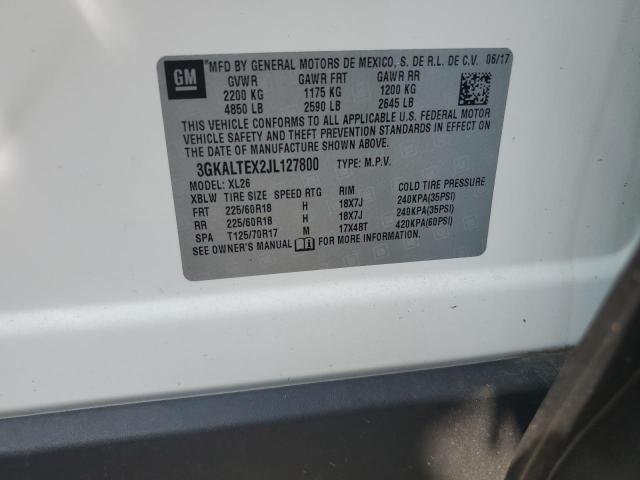 GM
*MFD BY GENERAL MOTORS DE MEXICO, S. DE R.L. DE C.V. 06/17
GVWR GAWR FRT GAWR RR
2200 KG 1175 KG 1200 KG
4850 LB 2590 LB 2645 LB
THIS VEHICLE CONFORMS TO ALL APPLICABLE U.S. FEDERAL MOTOR
VEHICLE SAFETY AND THEFT PREVENTION STANDARDS IN EFFECT ON
THE DATE OF MANUFACTURE SHOWN ABOVE.
3GKALTEX2JL127800 TYPE: M.P.V.
MODEL: XL26
XBLW TIRE SIZE SPEED RTG RIM COLD TIRE PRESSURE
FRT 225/60R18 H 18X7J 240KPA(35PSI)
RR 225/60R18 H 18X7J 240KPA(35PSI)
SPA T125/70R17 M 17X4BT 420KPA(60PSI)
SEE OWNER'S MANUAL FOR MORE INFORMATION